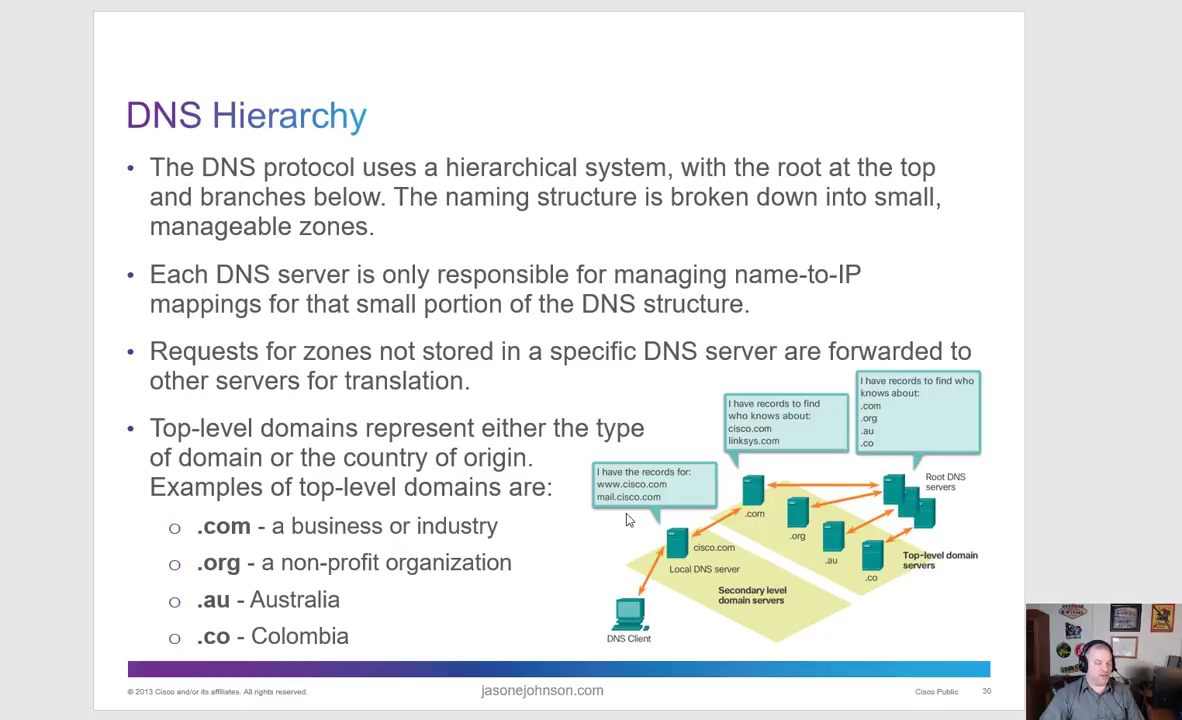 DNS Hierarchy
• The DNS protocol uses a hierarchical system, with the root at the top
and branches below. The naming structure is broken down into small,
manageable zones.
• Each DNS server is only responsible for managing name-to-IP
mappings for that small portion of the DNS structure.
• Requests for zones not stored in a specific DNS server are forwarded to
other servers for translation.
• Top-level domains represent either the type
of domain or the country of origin.
Examples of top-level domains are:
o .com - a business or industry
o .org - a non-profit organization
o .au - Australia
o .co - Colombia
I have the records for:
www.cisco.com
mail.cisco.com
I have records to find
who knows about:
cisco.com
linksys.com
I have records to find who
knows about:
.com
.org
.au
.co
Root DNS
servers
.com
.org
.au
.co
Top-level domain
servers
cisco.com
Local DNS server
Secondary level
domain servers
DNS Client
© 2013 Cisco and/or its affiliates. All rights reserved.
jasonejohnson.com
Cisco Public
30